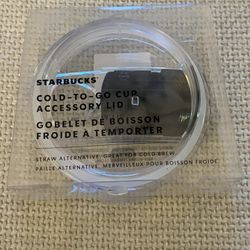 STARBUCKS
COLD-TO-GO CUP
ACCESSORY LID
GOBELET DE BOISSON
FROIDE À TEMPORTER
STRAW ALTERNATIVE/GREAT FOR COLD BREW
PAILLE ALTERNATIVE, MERVEILLEUX POUR BOISSON FROIDE